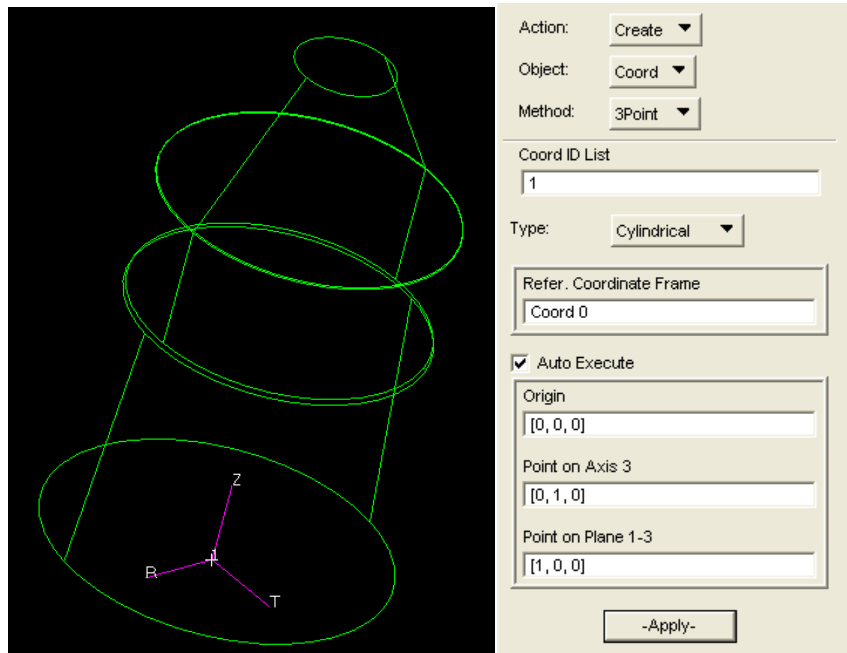 Z
1
R
T
Action: Create
Object: Coord
Method: 3Point
Coord ID List
1
Type: Cylindrical
Refer. Coordinate Frame
Coord 0
Auto Execute
Origin
[0, 0, 0]
Point on Axis 3
[0, 1, 0]
Point on Plane 1-3
[1, 0, 0]
-Apply-